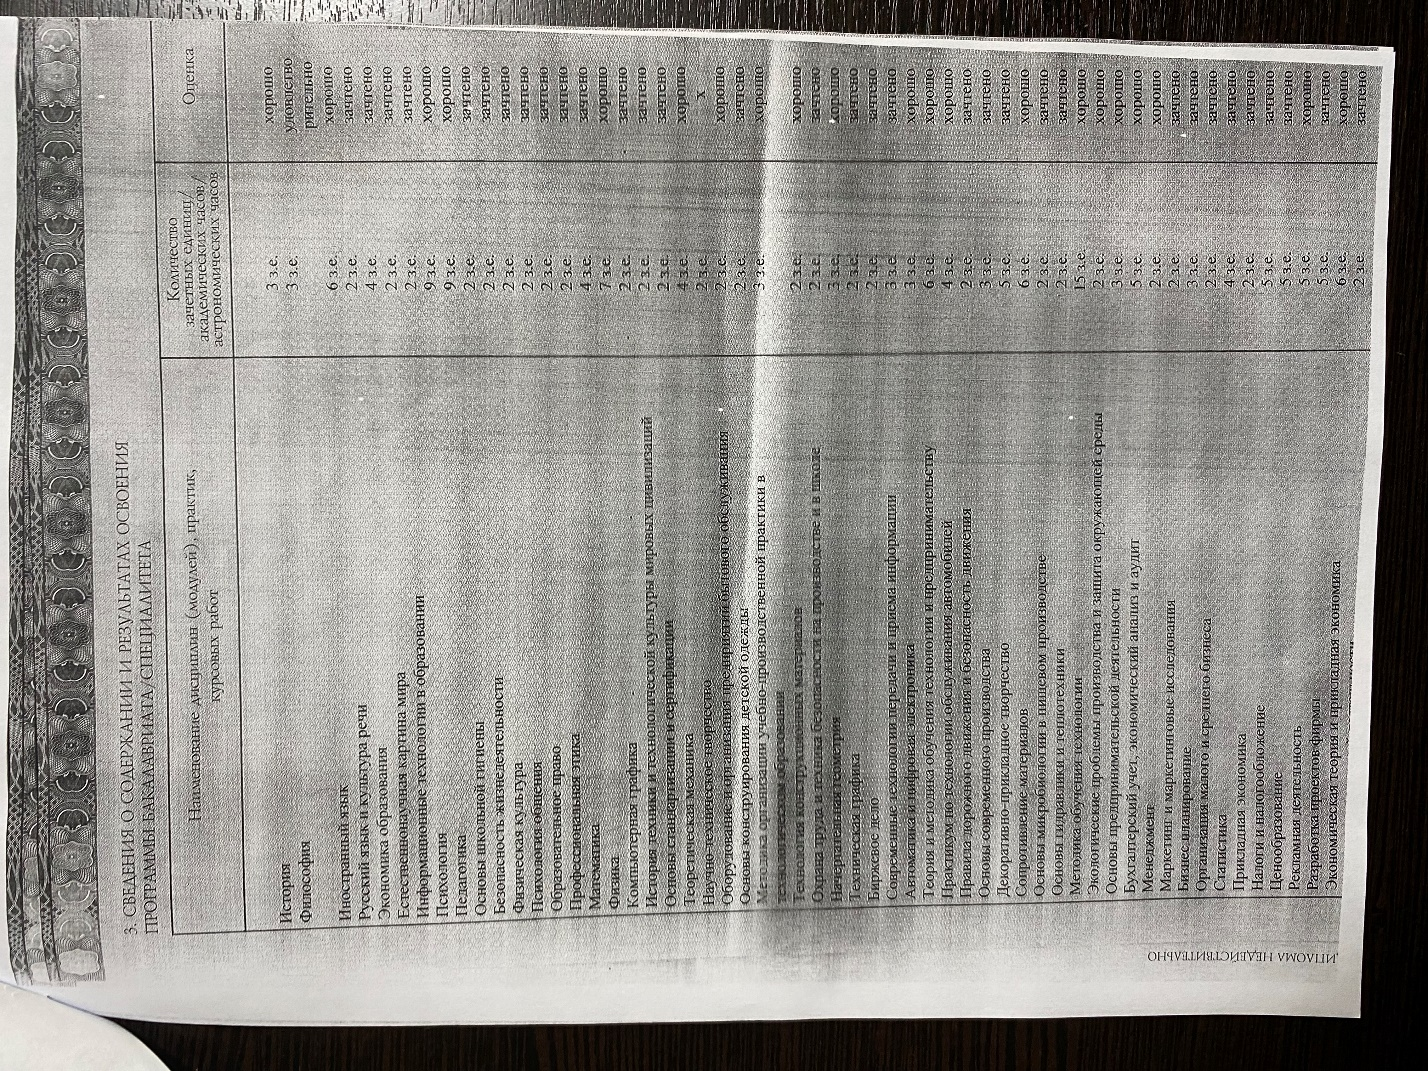 3. СВЕДЕНИЯ О СОДЕРЖАНИИ И РЕЗУЛЬТАТАХ ОСВОЕНИЯ
ПРОГРАММЫ БАКАЛАВРИАТА/СПЕЦИАЛИТЕТА
Наименование дисциплин (модулей), практик,
курсовых работ
Количество
зачетных единиц/
академических часов/
астрономических часов
Оценка
История 3 з.е. хорошо
Философия 3 з.е. удовлетво
рительно
Иностранный язык 6 з.е. хорошо
Русский язык и культура речи 2 з.е. зачтено
Экономика образования 4 з.е. зачтено
Естественнонаучная картина мира 2 з.е. зачтено
Информационные технологии в образовании 2 з.е. зачтено
Психология 9з.е. хорошо
Педагогика 9 з.е. хорошо
Основы школьной гигиены 2 з.е. зачтено
Безопасность жизнедеятельности 2 з.е. зачтено
Физическая культура 2 з.е. зачтено
Психология общения 2 з.е. зачтено
Образовательное право 2 з.е. зачтено
Профессиональная этика 2 з.е. зачтено
Математика 4 з.е. зачтено
Физика 7 з.е. хорошо
Компьютерная графика 2 з.е. зачтено
История техники и технологической культуры мировых цивилизаций 2 з.е. зачтено
Основы стандартизации и сертификации 2 з.е. зачтено
Теоретическая механика 4 з.е. хорошо
Научно-техническое творчество 2 з.е. х
Оборудование и организация предприятий бытового обслуживания 2 з.е. хорошо
Основы конструирования детской одежды 2 з.е. зачтено
Методика организации учебно-производственной практики в 3 з.е. хорошо
образовании
Технология конструкционных материалов 2 з.е. хорошо
Охрана труда и техника безопасности на производстве и в школе 2 з.е. зачтено
Начертательная геометрия 3 з.е. хорошо
Техническая графика 2 з.е. зачтено
Биржевое дело 2 з.е. зачтено
Современные технологии передачи и приема информации 3 з.е. зачтено
Автоматика и цифровая электроника 3 з.е. хорошо
Теория и методика обучения технологии и предпринимательству 6 з.е. хорошо
Практикум по технологии обслуживания автомобилей 4 з.е. хорошо
Правила дорожного движения и безопасность движения 2 з.е. зачтено
Основы современного производства 3 з.е. зачтено
Декоративно-прикладное творчество 5 з.е. зачтено
Сопротивление материалов 6 з.е. хорошо
Основы микробиологии в пищевом производстве 2 з.е. зачтено
Основы гидравлики и теплотехники 2 з.е. зачтено
Методика обучения технологии 15 з.е. хорошо
Экологические проблемы производства и защита окружающей среды 2 з.е. хорошо
Основы предпринимательской деятельности 3 з.е. хорошо
Бухгалтерский учет, экономический анализ и аудит 5 з.е. хорошо
Менеджмент 2 з.е. хорошо
Маркетинг и маркетинговые исследования 2 з.е. зачтено
Бизнес планирование 3 з.е. зачтено
Организация малого и среднего бизнеса 2 з.е. зачтено
Статистика 4 з.е. зачтено
Прикладная экономика 2 з.е. зачтено
Налоги и налогообложение 5 з.е. зачтено
Ценообразование 5 з.е. зачтено
Рекламная деятельность 5 з.е. хорошо
Разработка проектов фирмы 5 з.е. зачтено
Экономическая теория и прикладная экономика 6 з.е. хорошо
2 з.е. зачтено
ИПЛОМА НЕДЕЙСТВИТЕЛЬНО